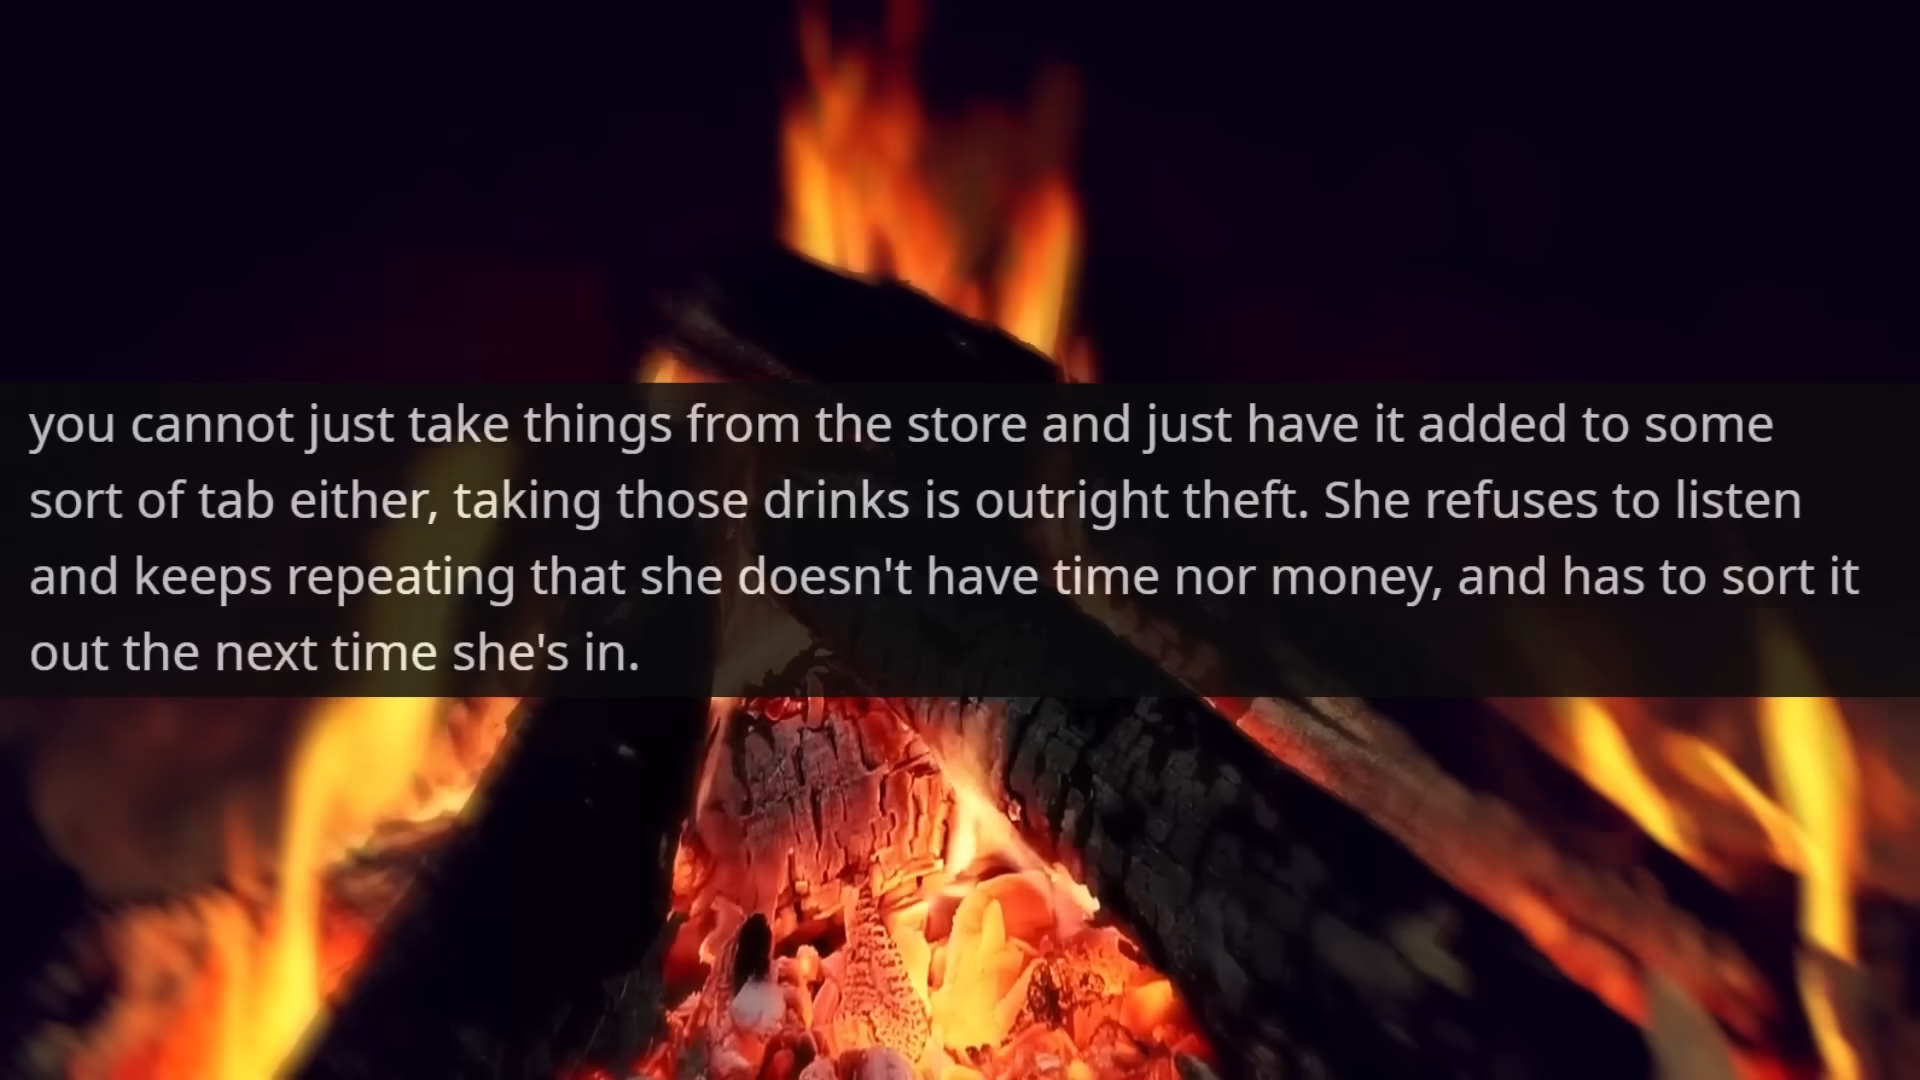 you cannot just take things from the store and just have it added to some
sort of tab either, taking those drinks is outright theft. She refuses to listen
and keeps repeating that she doesn't have time nor money, and has to sort it
out the next time she's in.